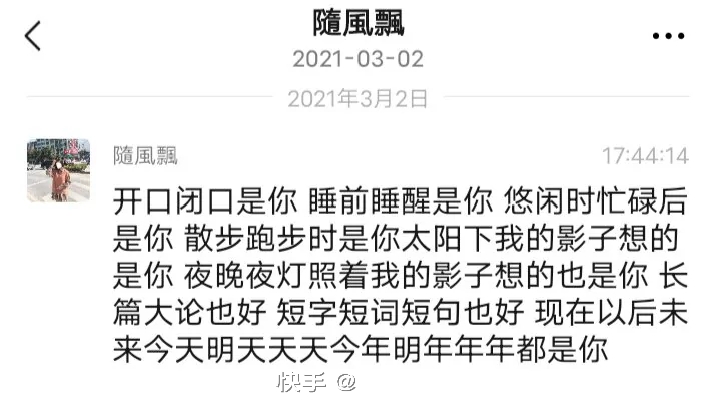 隨風飄
2021-03-02
2021年3月2日
隨風飄
17:44:14
开口闭口是你 睡前睡醒是你 悠闲时忙碌后
是你 散步跑步时是你太阳下我的影子想的
是你 夜晚夜灯照着我的影子想的也是你 长
篇大论也好 短字短词短句也好 现在以后未
来今天明天天天今年明年年年都是你
快手 @